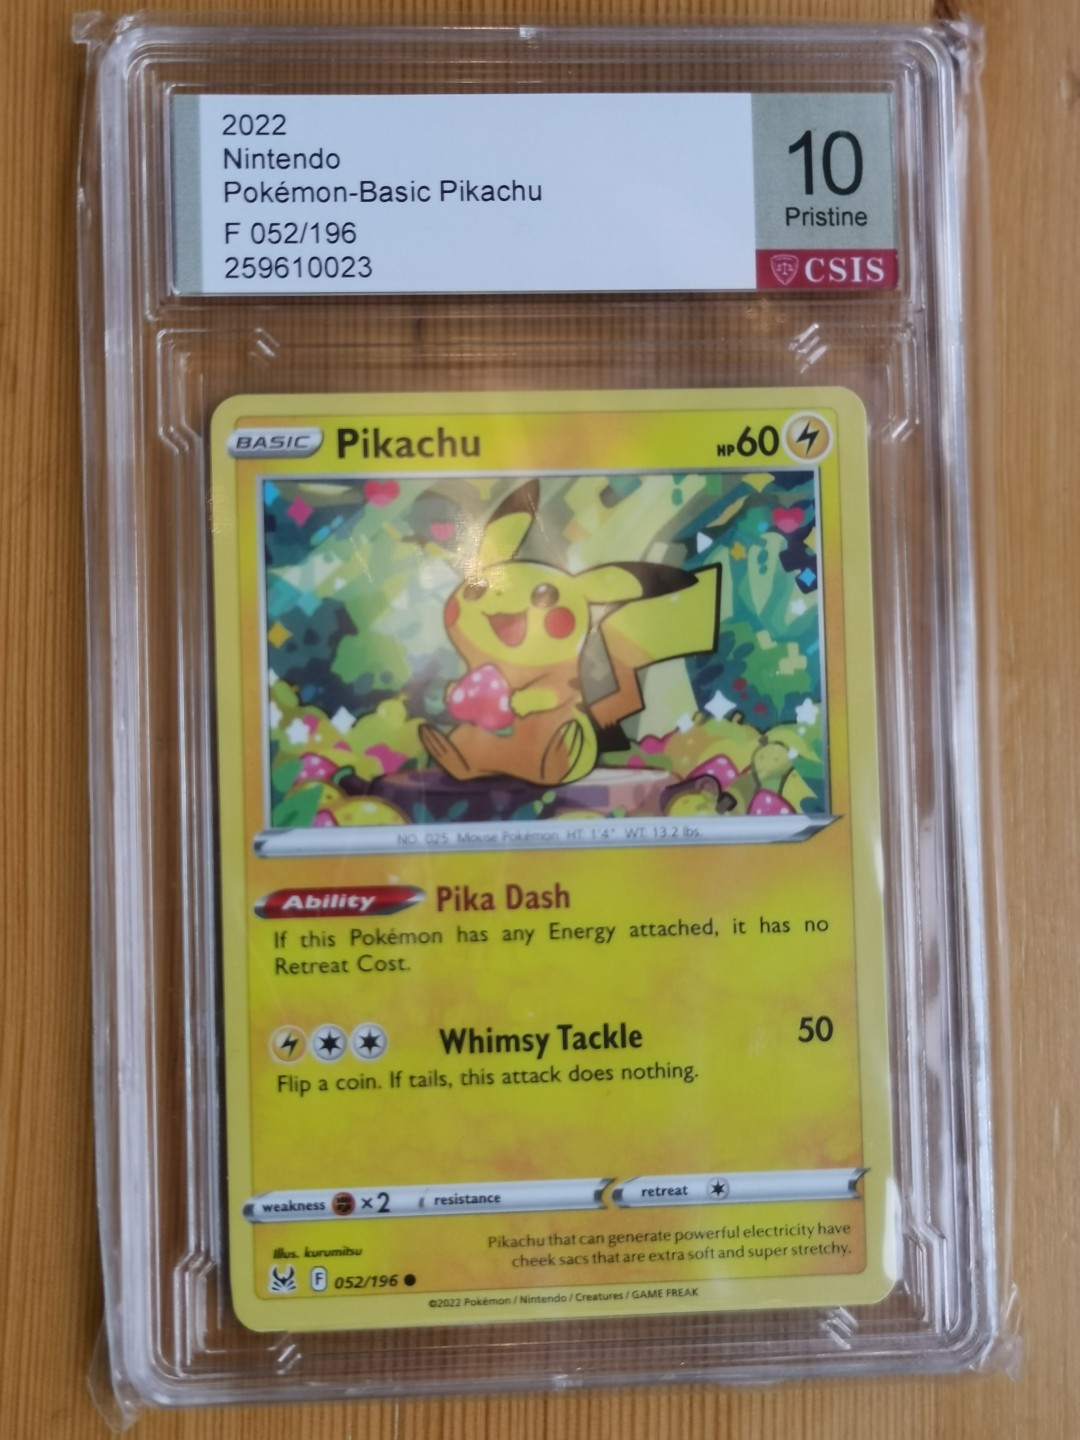 2022
Nintendo
Pokémon-Basic Pikachu
F 052/196
259610023
10
Pristine
CSIS
BASIC Pikachu HP60
NO. 025 Mouse Pokémon HT: 1'4" WT: 13.2 lbs.
Ability Pika Dash
If this Pokémon has any Energy attached, it has no
Retreat Cost.
Whimsy Tackle 50
Flip a coin. If tails, this attack does nothing.
weakness ×2 resistance retreat
Illus. kurumitsu
Pikachu that can generate powerful electricity have
cheek sacs that are extra soft and super stretchy.
F 052/196
©2022 Pokémon / Nintendo / Creatures / GAME FREAK